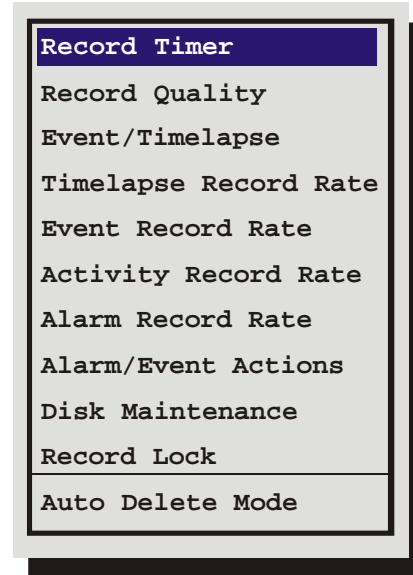 Record Timer
Record Quality
Event/Timelapse
Timelapse Record Rate
Event Record Rate
Activity Record Rate
Alarm Record Rate
Alarm/Event Actions
Disk Maintenance
Record Lock
Auto Delete Mode